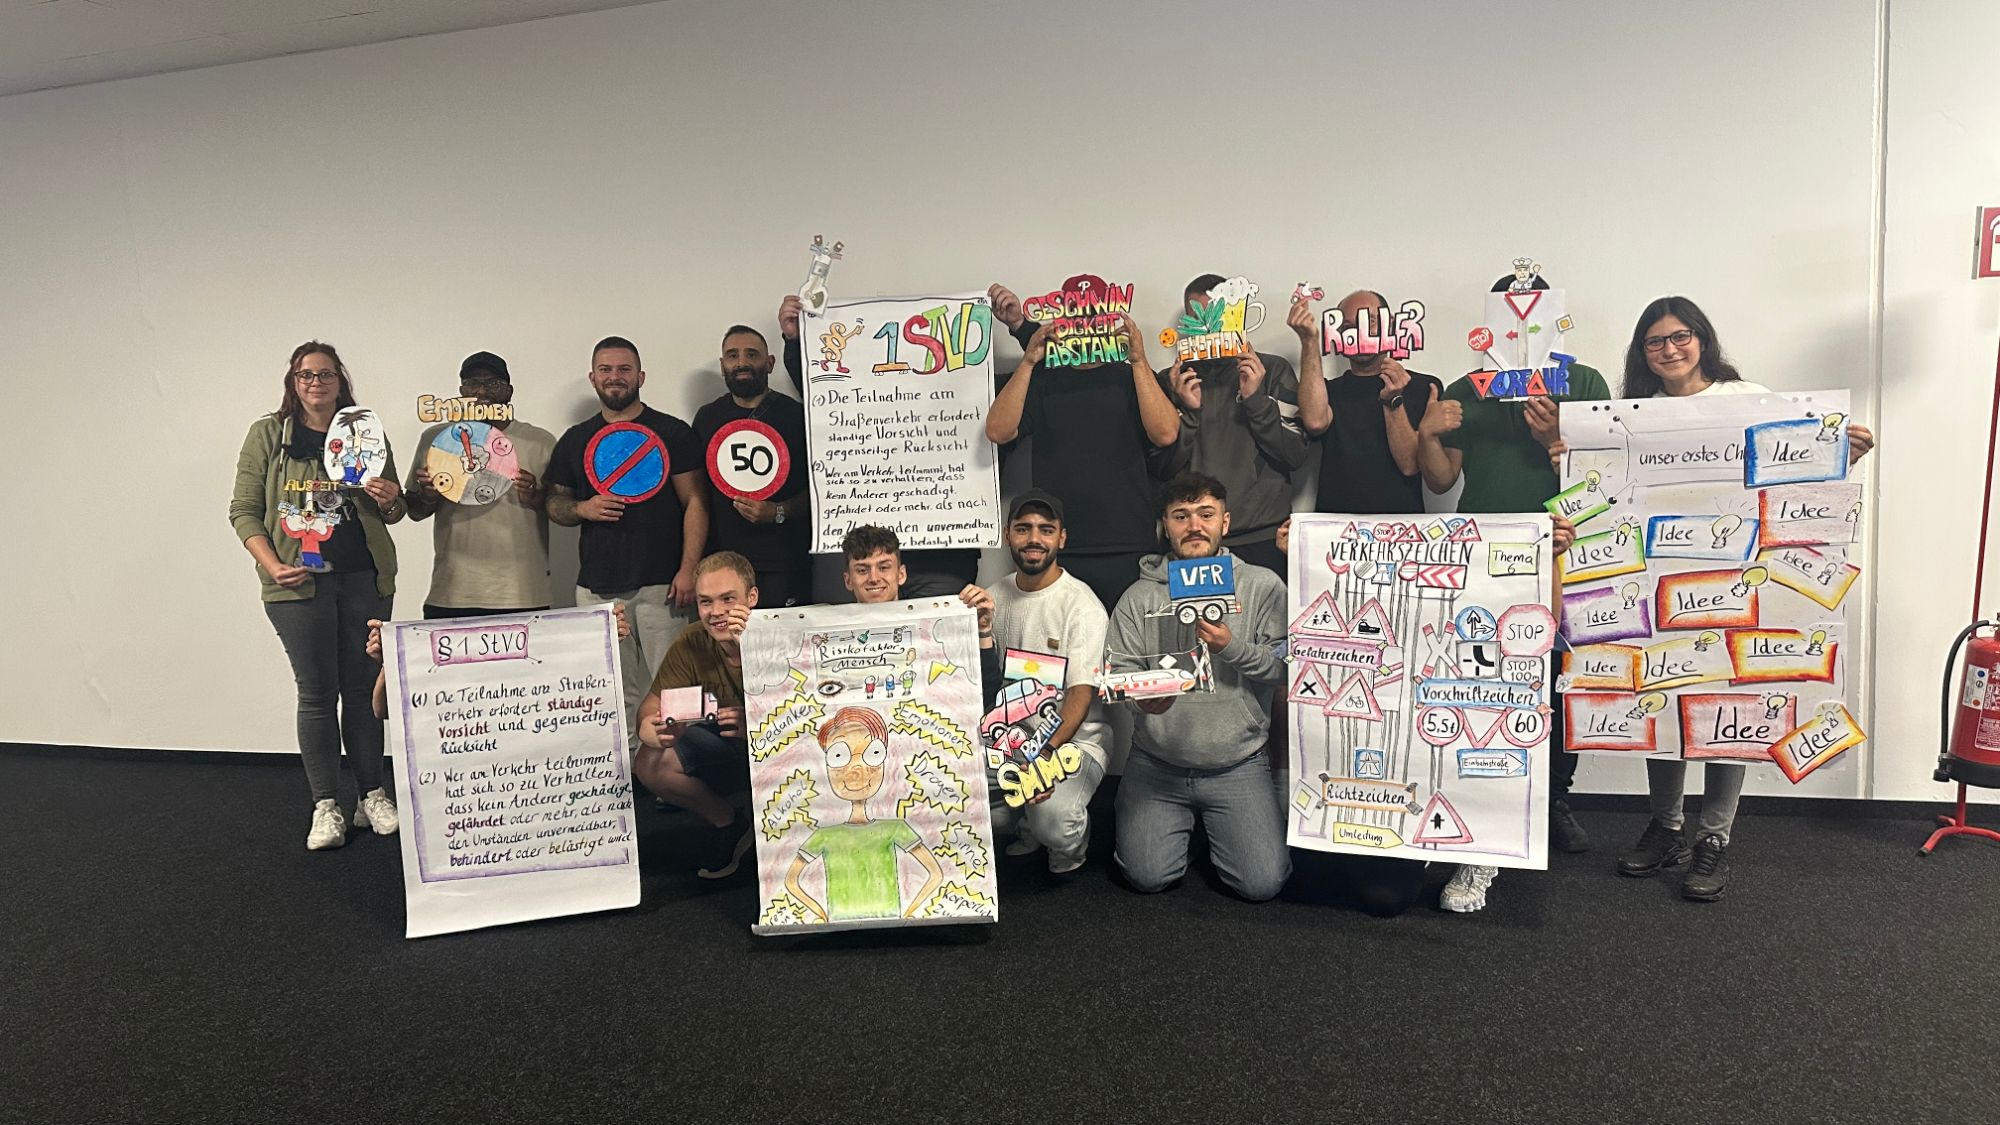 AUSZEIT
EMOTIONEN
50
1 STVO
(1) Die Teilnahme am
Straßenverkehr erfordert
ständige Vorsicht und
gegenseitige Rücksicht
(2) Wer am Verkehr teilnimmt, hat
sich so zu verhalten, dass
kein Anderer geschädigt,
gefährdet oder mehr, als nach
den Umständen unvermeidbar
belästigt wird.
P
GESCHWIN
DIGKEIT
ABSTAND
EMOTION
ROLLER
STOP
VORFAHRT
unser erstes Ch
Idee
Idee
Idee
Idee
Idee
Idee
Idee
Idee
Idee
Idee
Idee
Idee
Idee
Idee
§ 1 StVO
(1) Die Teilnahme am Straßen-
verkehr erfordert ständige
Vorsicht und gegenseitige
Rücksicht
(2) Wer am Verkehr teilnimmt
hat sich so zu Verhalten,
dass kein Anderer geschädigt,
gefährdet oder mehr, als nach
den Umständen unvermeidbar,
behindert oder belästigt wird
Risikofaktor
Mensch
Gedanken
Emotionen
Alkohol
Drogen
Sinne
Körperlich
SIMMO
VFR
STOP
VERKEHRSZEICHEN
Thema
6
Gefahrzeichen
STOP
STOP
100m
Vorschriftzeichen
5,5t
60
Einbahnstraße
Richtzeichen
Umleitung